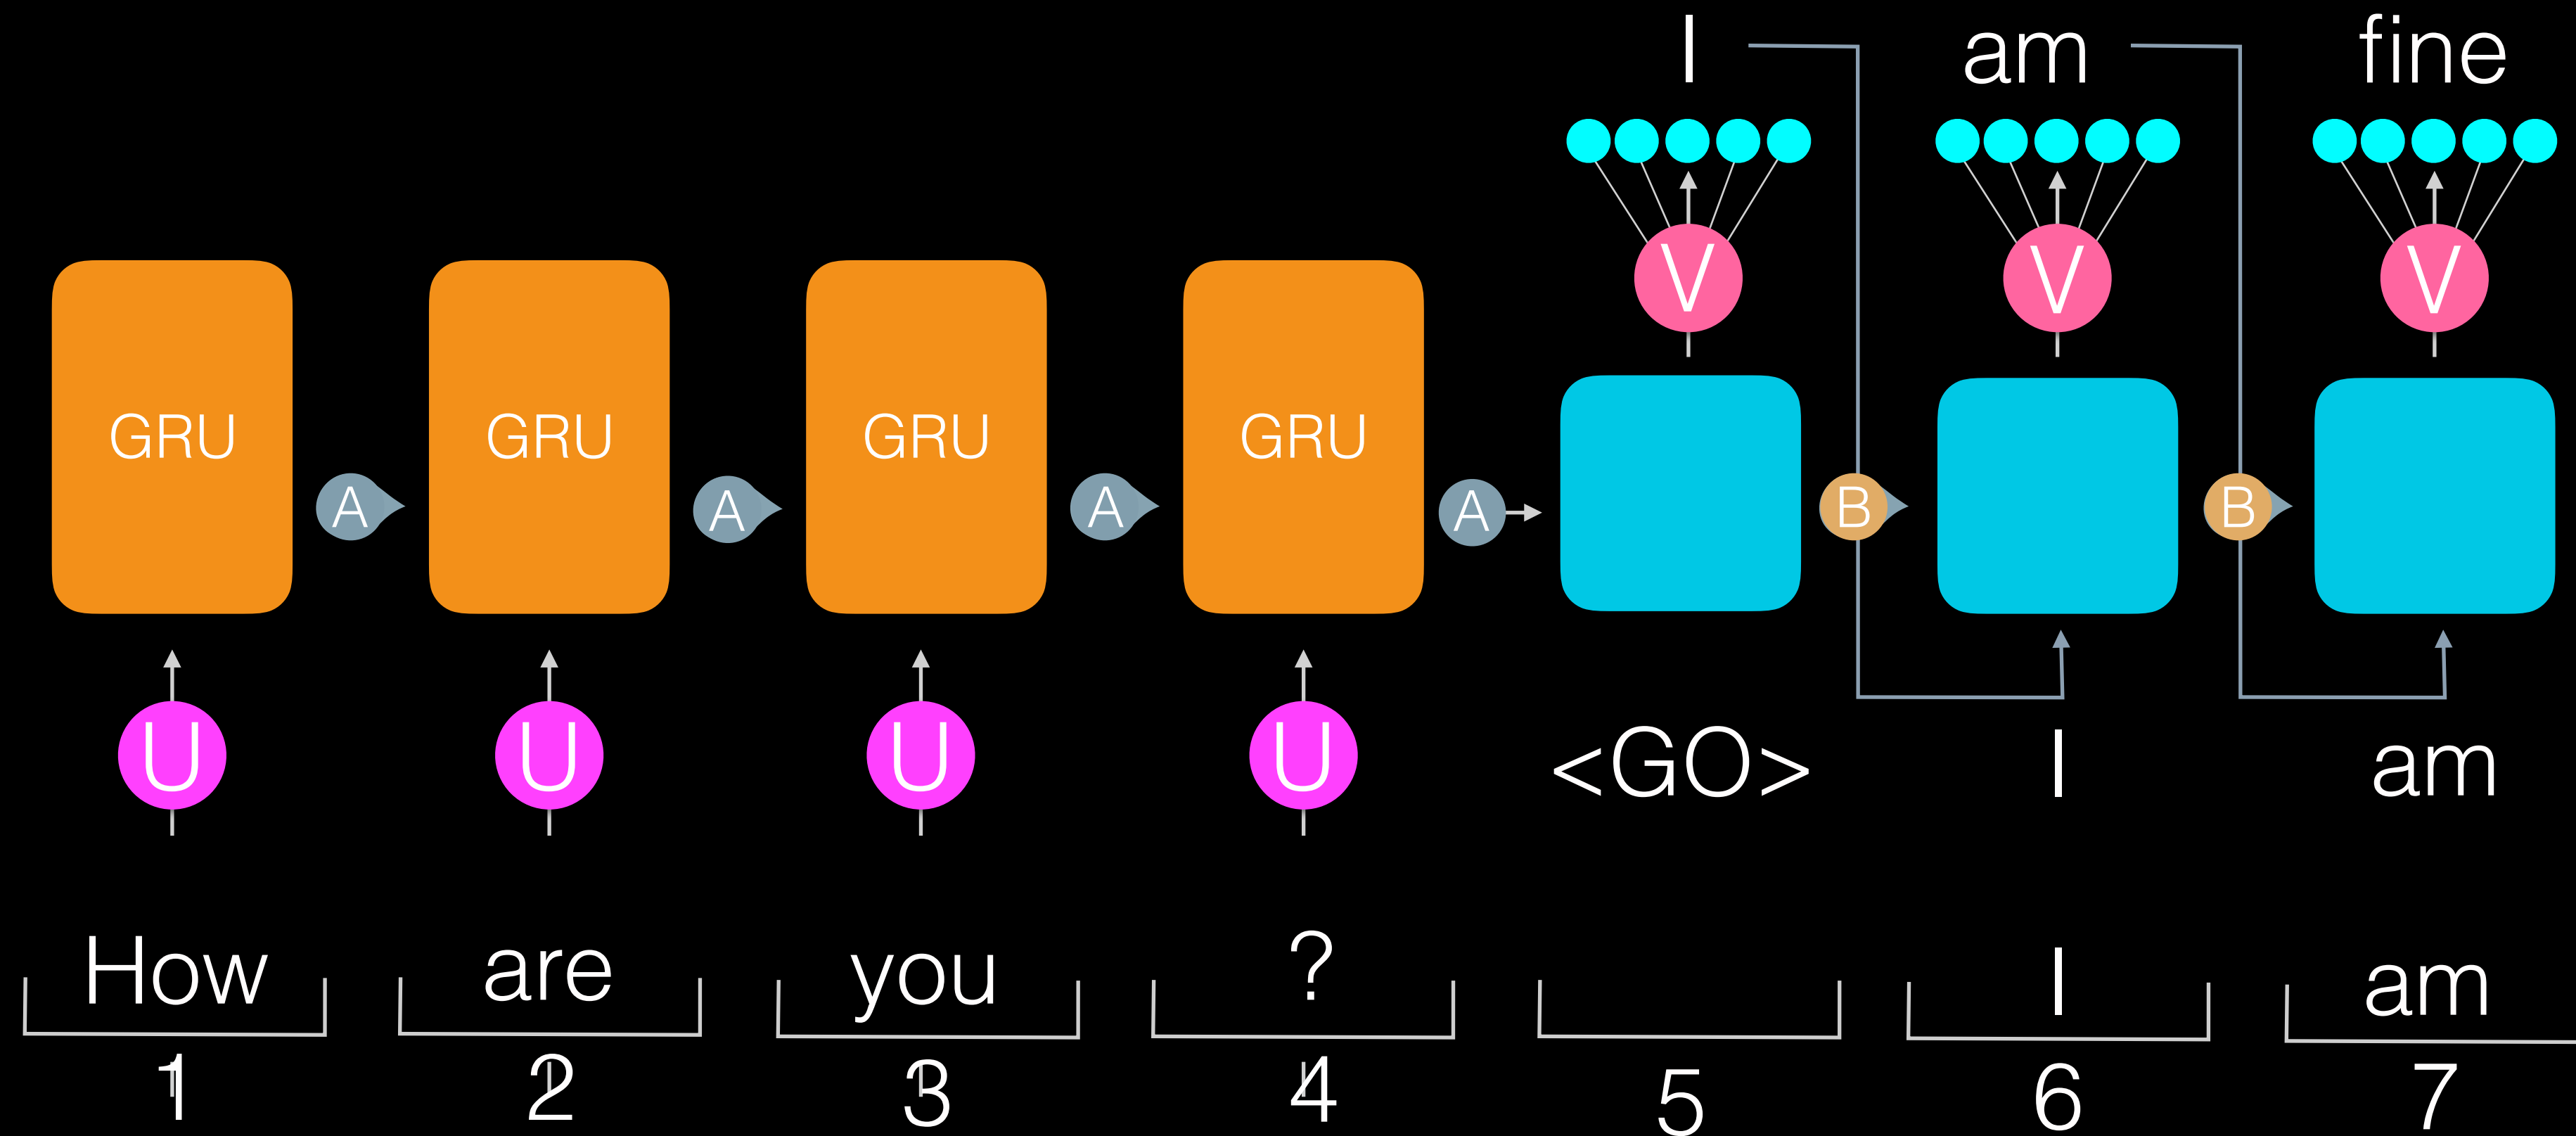 I am fine
V V V
GRU GRU GRU GRU
A A A A B B
U U U U <GO> I am
How are you ? I am
1 2 3 4 5 6 7